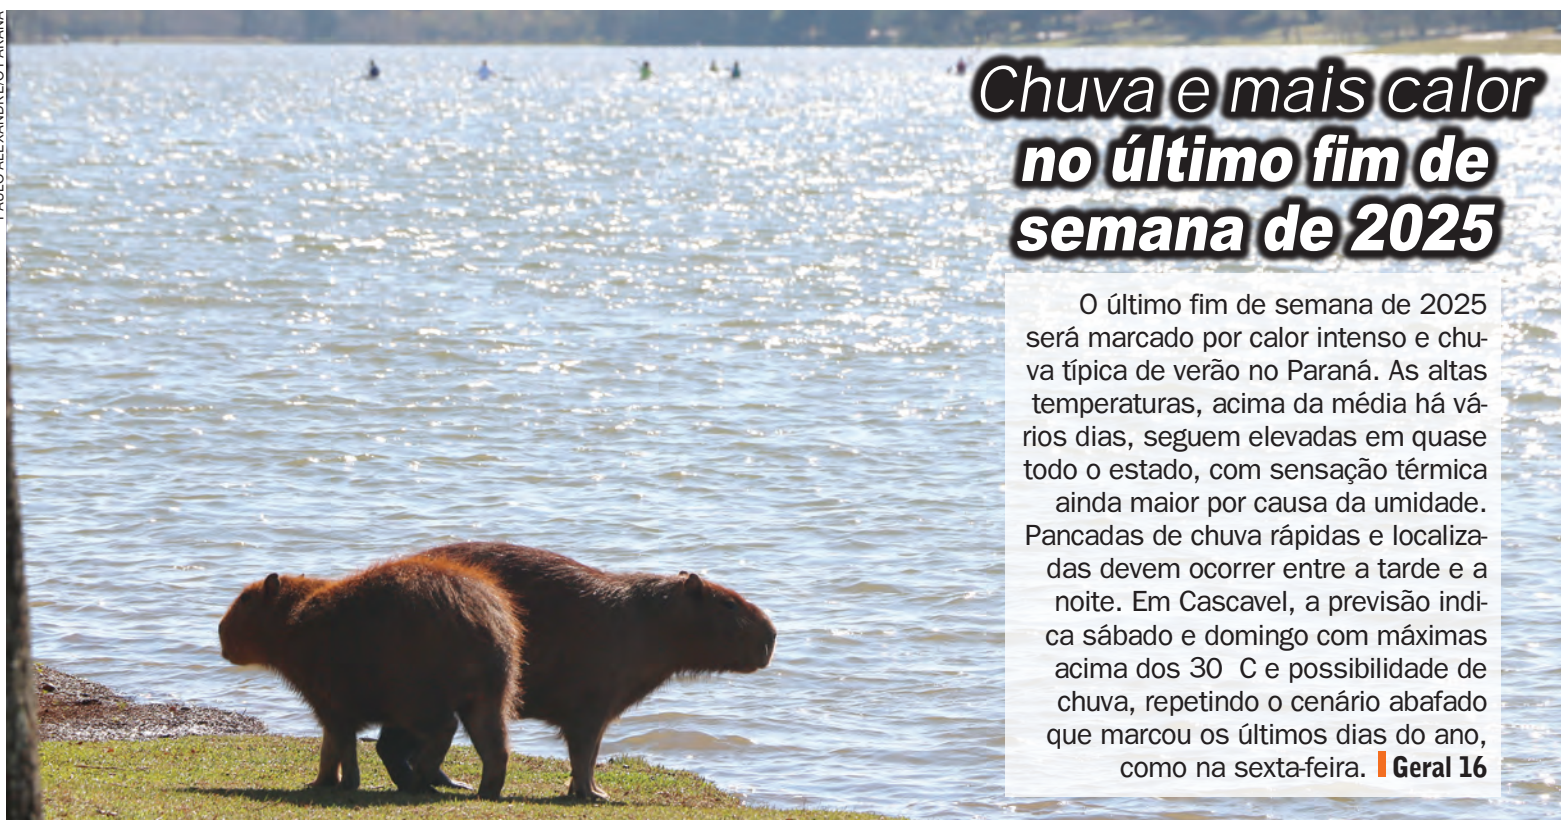 Chuva e mais calor
no último fim de
semana de 2025
O último fim de semana de 2025
será marcado por calor intenso e chu-
va típica de verão no Paraná. As altas
temperaturas, acima da média há vá-
rios dias, seguem elevadas em quase
todo o estado, com sensação térmica
ainda maior por causa da umidade.
Pancadas de chuva rápidas e localiza-
das devem ocorrer entre a tarde e a
noite. Em Cascavel, a previsão indi-
ca sábado e domingo com máximas
acima dos 30 C e possibilidade de
chuva, repetindo o cenário abafado
que marcou os últimos dias do ano,
como na sexta-feira. Geral 16